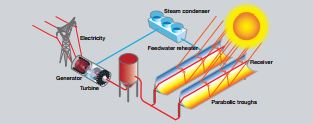 Steam condenser
Electricity
Feedwater reheater
Receiver
Generator
Turbine
Parabolic troughs